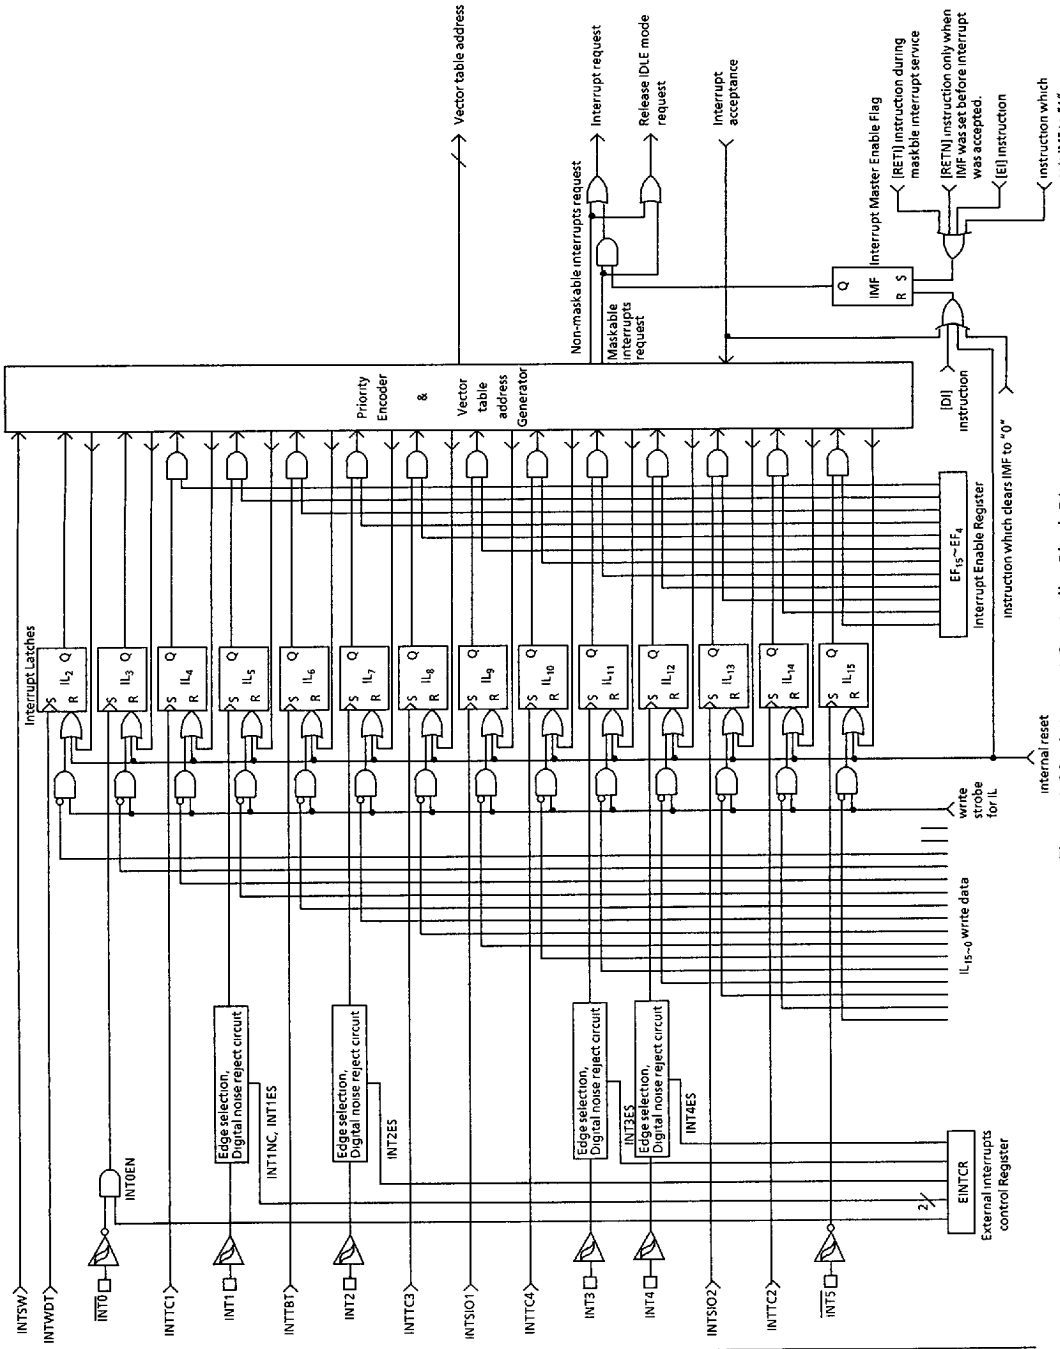 INTSW
INTWDT
INT0
INTTC1
INT1
INTTBT
INT2
INTTC3
INTSIO1
INTTC4
INT3
INT4
INTSIO2
INTTC2
INT5
INT0EN
Edge selection,
Digital noise reject circuit
INT1NC, INT1ES
Edge selection,
Digital noise reject circuit
INT2ES
Edge selection,
Digital noise reject circuit
INT3ES
Edge selection,
Digital noise reject circuit
INT4ES
2
EINTCR
External interrupts
control Register
IL15~0 write data
write
strobe
for IL
internal reset
Interrupt Latches
S R Q IL2
S R Q IL3
S R Q IL4
S R Q IL5
S R Q IL6
S R Q IL7
S R Q IL8
S R Q IL9
S R Q IL10
S R Q IL11
S R Q IL12
S R Q IL13
S R Q IL14
S R Q IL15
EF15~EF4
Interrupt Enable Register
Instruction which clears IMF to "0"
Priority
Encoder
&
Vector
table
address
Generator
[DI]
instruction
Vector table address
Non-maskable interrupts request
Maskable
interrupts
request
Interrupt request
Release IDLE mode
request
Interrupt
acceptance
R S
IMF
Q
Interrupt Master Enable Flag
[RETI] instruction during
maskble interrupt service
[RETN] instruction only when
IMF was set before interrupt
was accepted.
[EI] instruction
instruction which